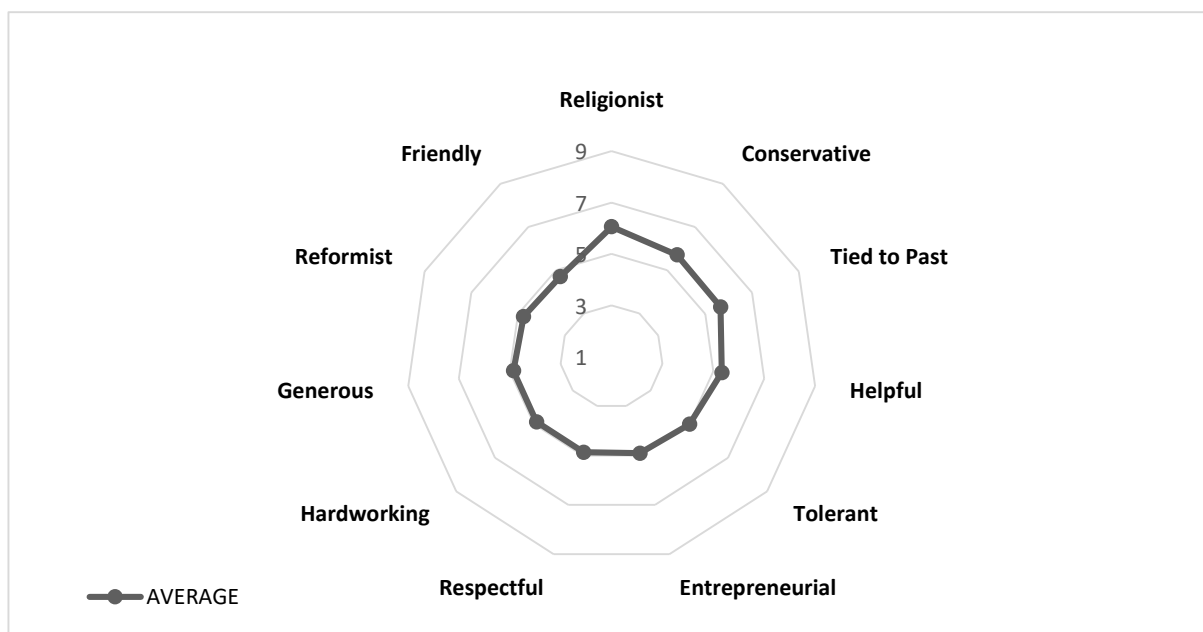 Religionist
Friendly
9
Conservative
7
Reformist
5
Tied to Past
3
1
Generous
Helpful
Hardworking
Tolerant
Respectful
Entrepreneurial
AVERAGE